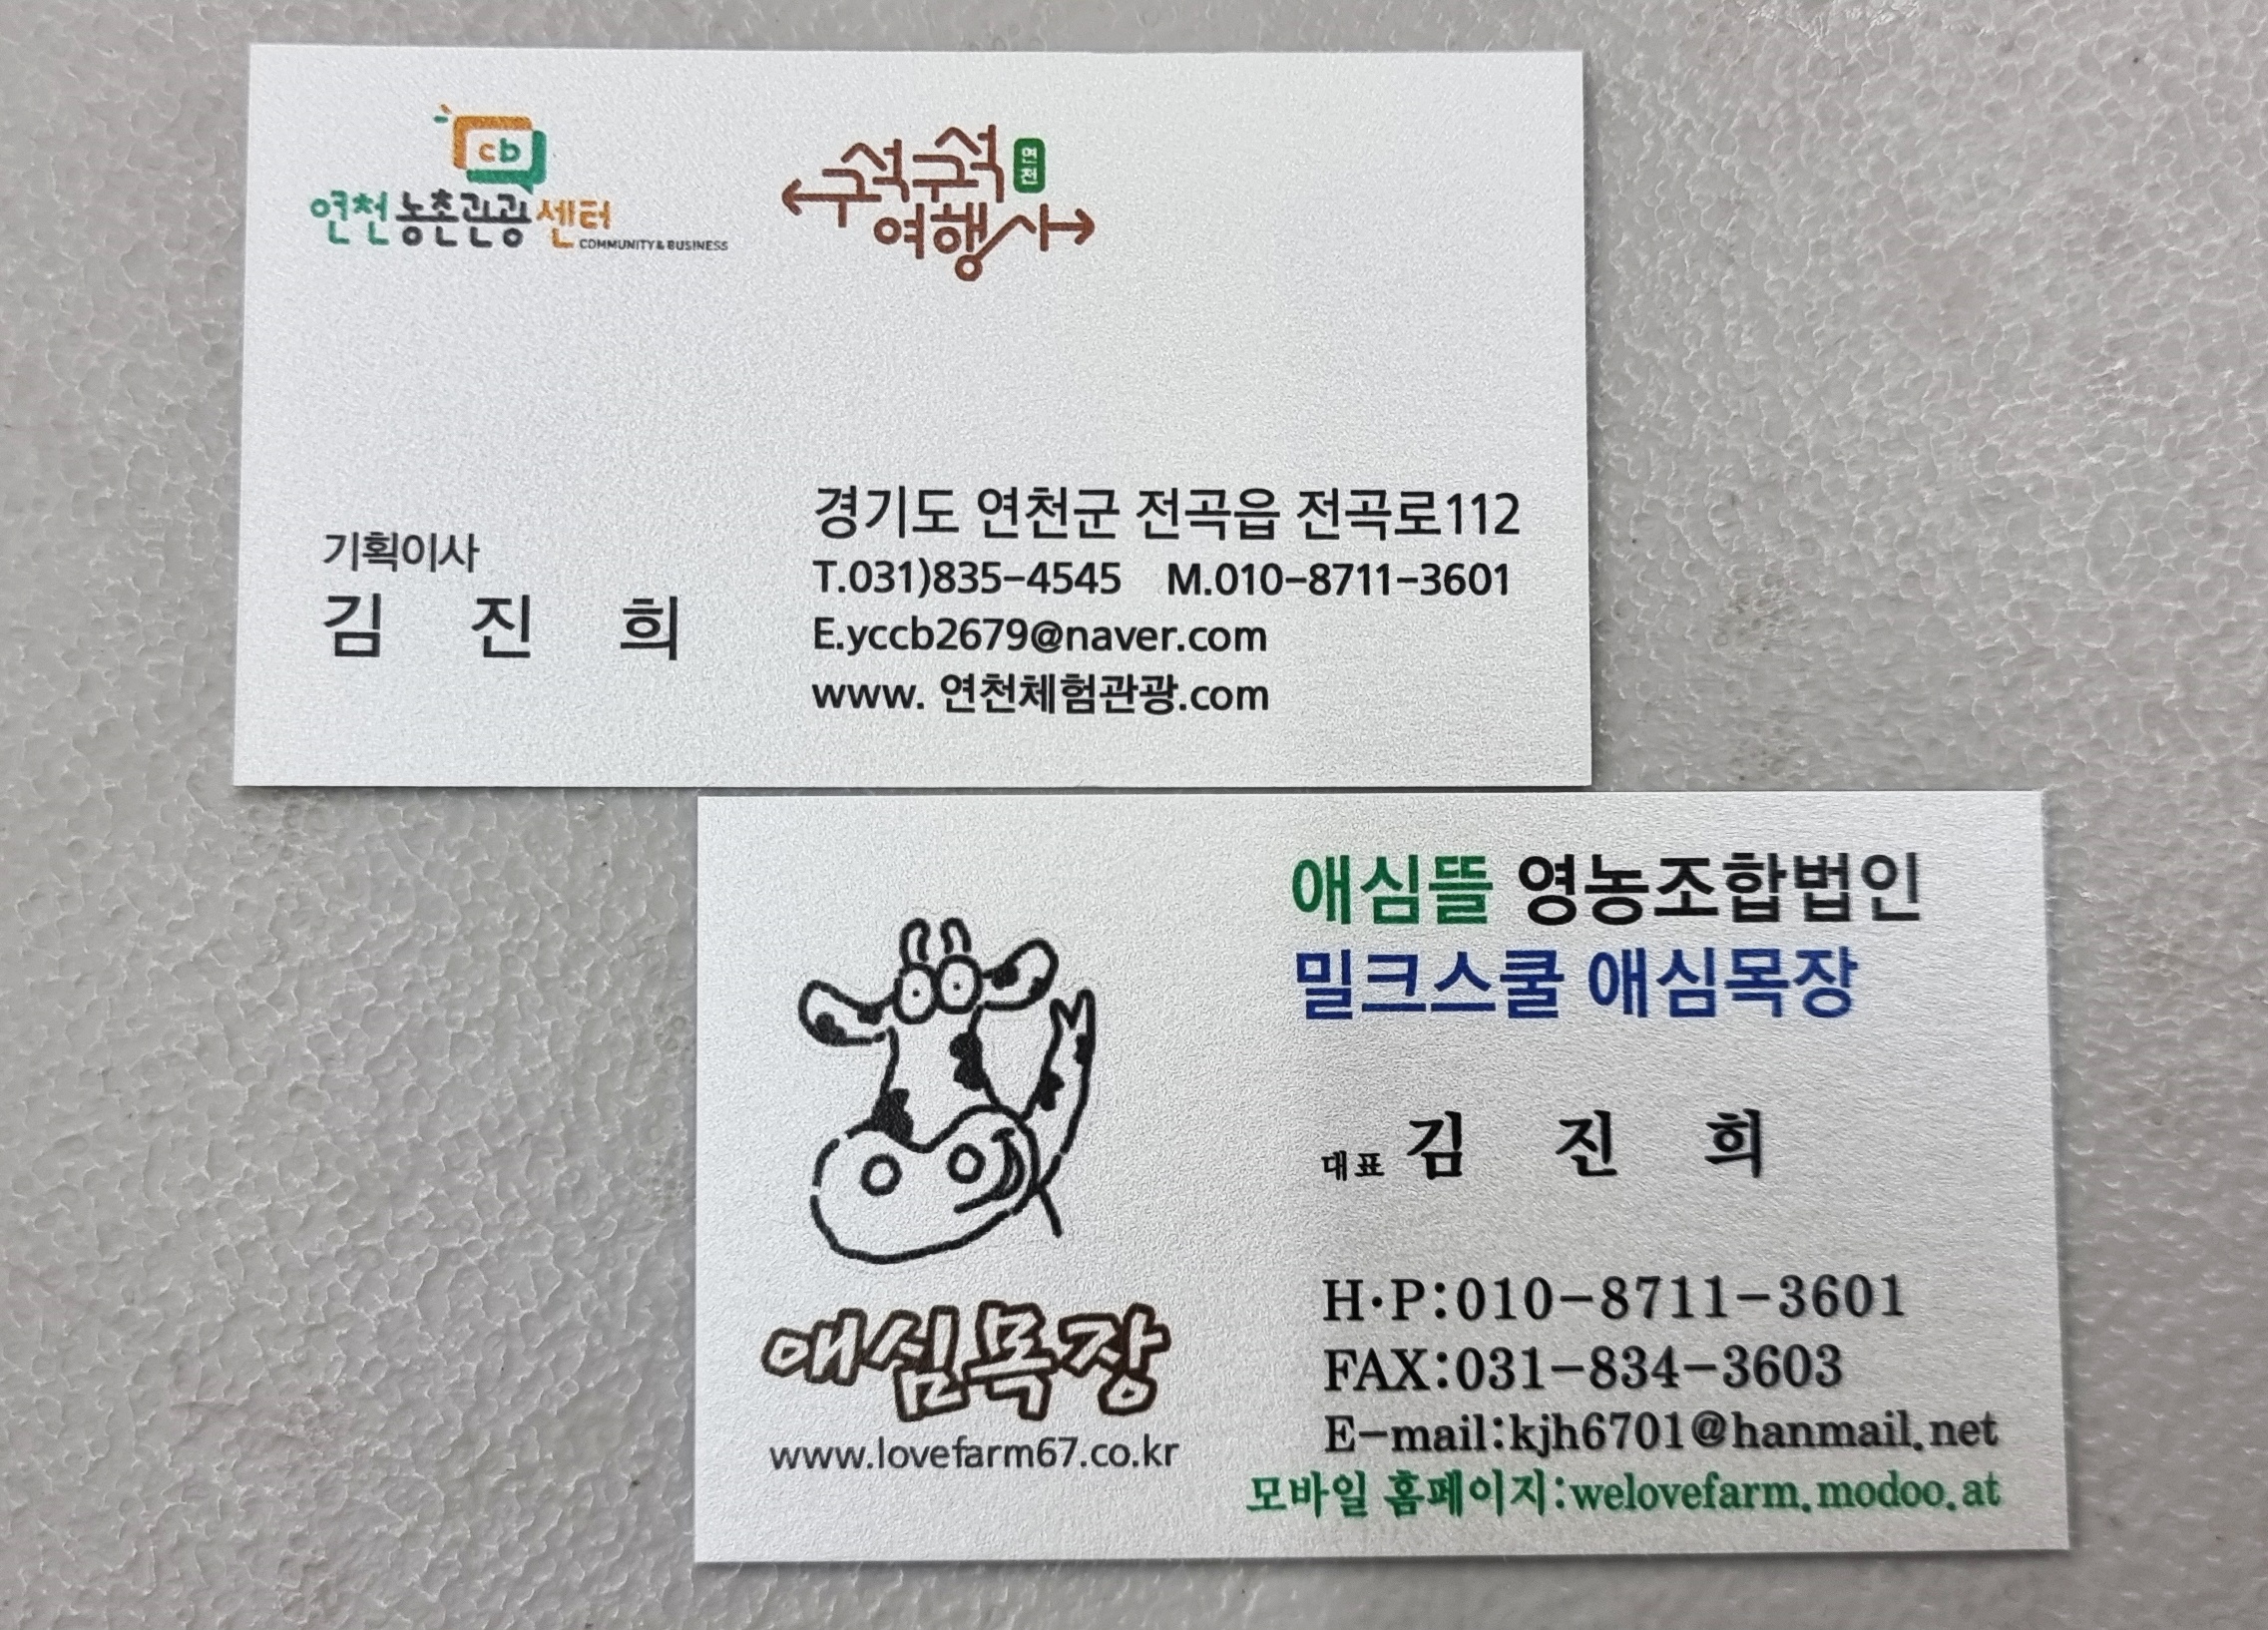 cb
연천농촌관광센터
COMMUNITY & BUSINESS
구석구석 연천
여행사
기획이사
김 진 희
경기도 연천군 전곡읍 전곡로112
T.031)835-4545 M.010-8711-3601
E.yccb2679@naver.com
www. 연천체험관광.com
애심뜰 영농조합법인
밀크스쿨 애심목장
대표 김 진 희
H·P:010-8711-3601
FAX:031-834-3603
E-mail:kjh6701@hanmail.net
모바일 홈페이지:welovefarm.modoo.at
애심목장
www.lovefarm67.co.kr